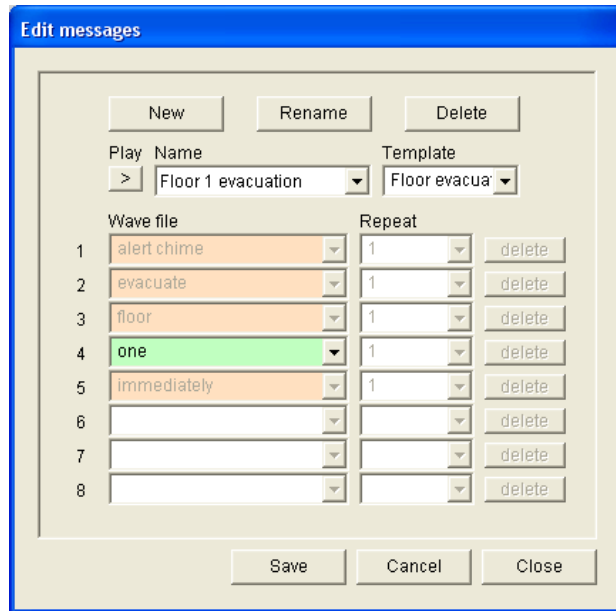 Edit messages
New Rename Delete
Play Name Template
> Floor 1 evacuation Floor evacua
Wave file Repeat
1 alert chime 1 delete
2 evacuate 1 delete
3 floor 1 delete
4 one 1 delete
5 immediately 1 delete
6 delete
7 delete
8 delete
Save Cancel Close